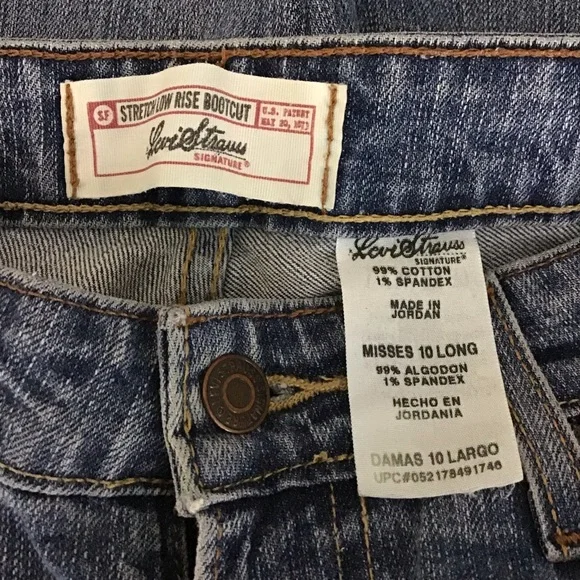 SF STRETCH LOW RISE BOOTCUT U.S. PATENT
MAY 20, 1873
Levi Strauss
SIGNATURE®
Levi Strauss
SIGNATURE®
99% COTTON
1% SPANDEX
MADE IN
JORDAN
MISSES 10 LONG
99% ALGODON
1% SPANDEX
HECHO EN
JORDANIA
DAMAS 10 LARGO
UPC#052178491746